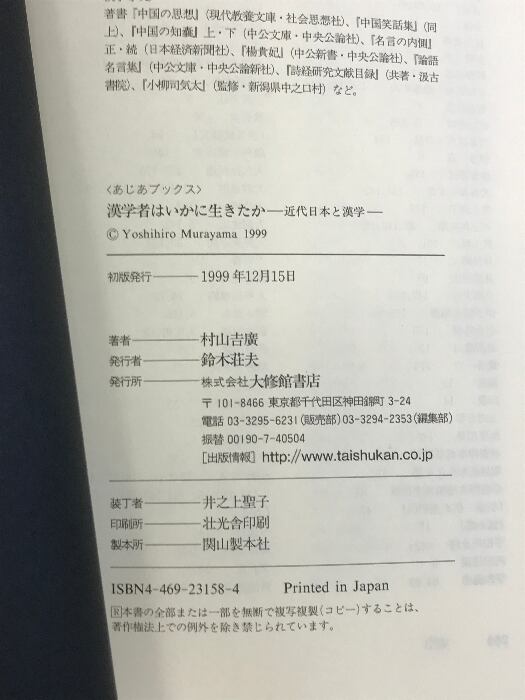 著書『中国の思想』（現代教養文庫・社会思想社）、『中国笑話集』（同
上）、『中国の知嚢』上・下（中公文庫・中央公論社）、『名言の内側』
正・続（日本経済新聞社）、『楊貴妃』（中公新書・中央公論社）、『論語
名言集』（中公文庫・中央公論新社）、『詩経研究文献目録』（共著・汲古
書院）、『小柳司気太』（監修・新潟県中之口村）など。
〈あじあブックス〉
漢学者はいかに生きたか―近代日本と漢学―
© Yoshihiro Murayama 1999
初版発行――1999年12月15日
著者――村山吉廣
発行者――鈴木荘夫
発行所――株式会社大修館書店
〒101-8466 東京都千代田区神田錦町 3-24
電話 03-3295-6231(販売部) 03-3294-2353(編集部)
振替 00190-7-40504
［出版情報］http://www.taishukan.co.jp
装丁者――井之上聖子
印刷所――壮光舎印刷
製本所――関山製本社
ISBN4-469-23158-4 Printed in Japan
Ⓡ本書の全部または一部を無断で複写複製(コピー)することは、
著作権法上での例外を除き禁じられています。